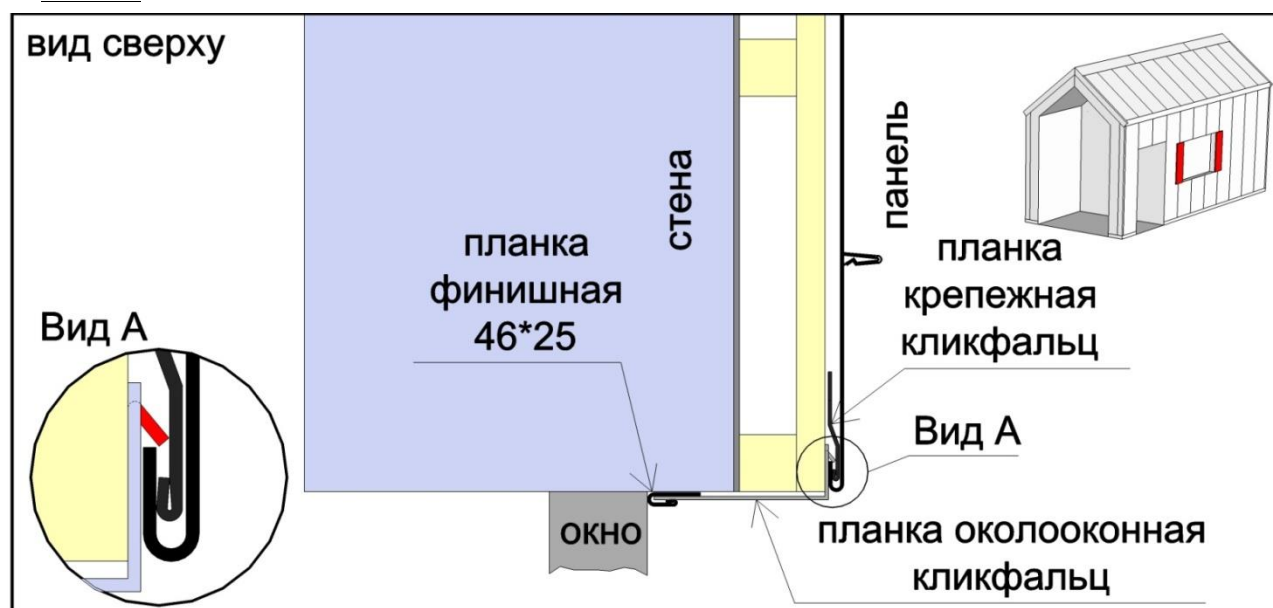 вид сверху
стена
панель
планка
финишная
46*25
планка
крепежная
кликфальц
Вид А
Вид А
окно
планка околооконная
кликфальц